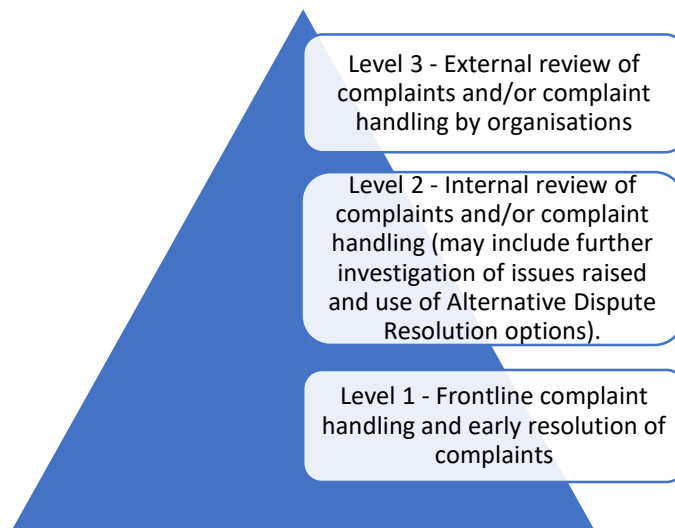 Level 3 - External review of
complaints and/or complaint
handling by organisations
Level 2 - Internal review of
complaints and/or complaint
handling (may include further
investigation of issues raised
and use of Alternative Dispute
Resolution options).
Level 1 - Frontline complaint
handling and early resolution of
complaints